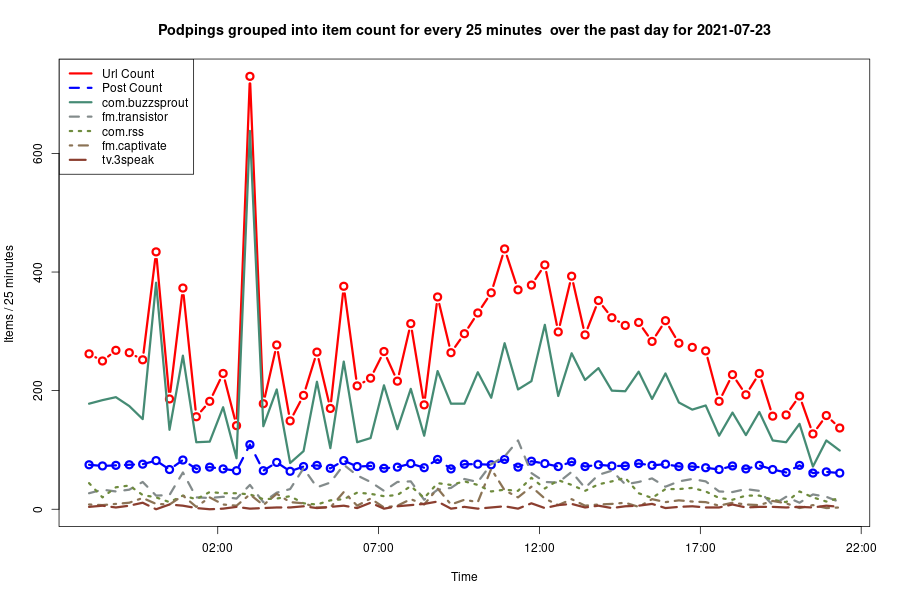 Podpings grouped into item count for every 25 minutes  over the past day for 2021-07-23
Url Count
Post Count
com.buzzsprout
fm.transistor
com.rss
fm.captivate
tv.3speak
Items / 25 minutes
600
400
200
0
02:00
07:00
12:00
17:00
22:00
Time